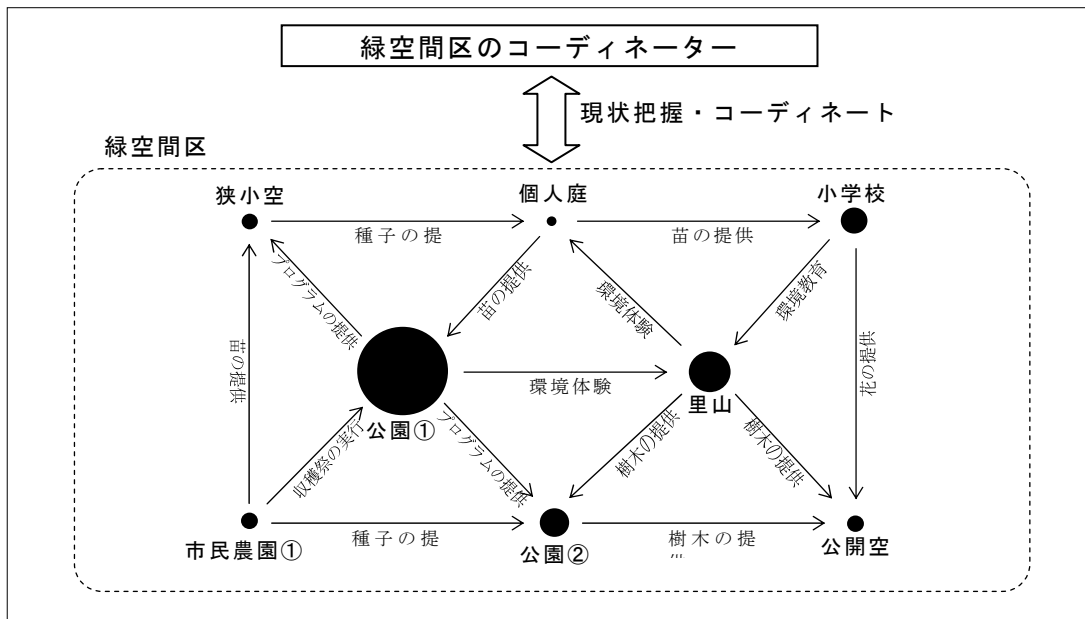 緑空間区のコーディネーター
現状把握・コーディネート
緑空間区
狭小空
個人庭
小学校
種子の提
苗の提供
プログラムの提供
苗の提供
環境体験
環境教育
苗の提供
花の提供
環境体験
里山
公園①
収穫祭の実行
プログラムの提供
樹木の提供
樹木の提供
市民農園①
種子の提
公園②
樹木の提
公開空